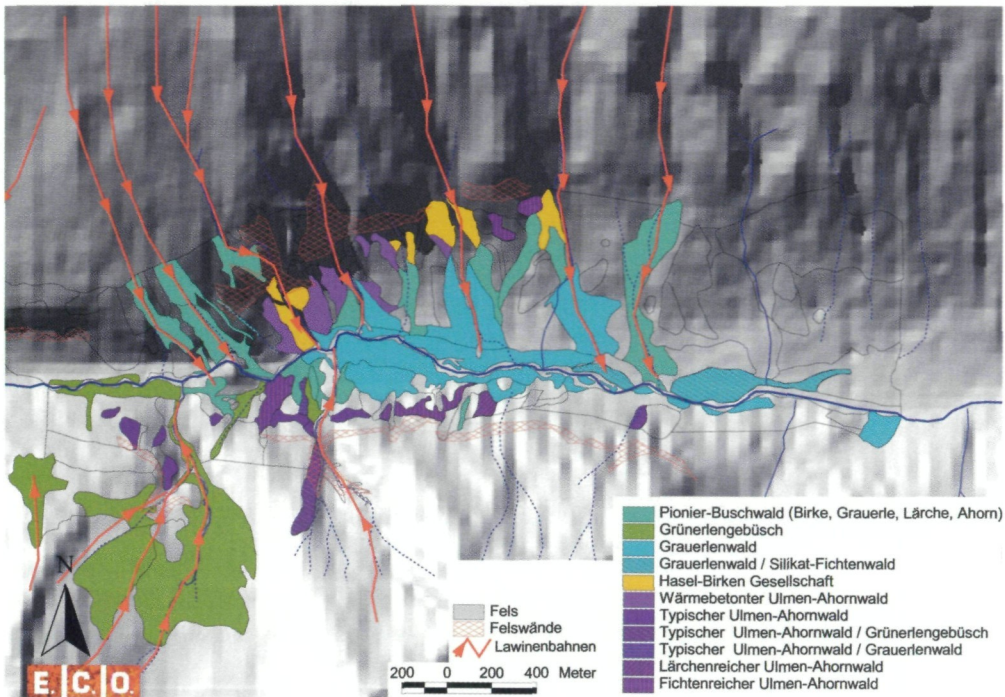 N
E.C.O.
Fels
Felswände
Lawinenbahnen
200 0 200 400 Meter
Pionier-Buschwald (Birke, Grauerle, Lärche, Ahorn)
Grünerlengebüsch
Grauerlenwald
Grauerlenwald / Silikat-Fichtenwald
Hasel-Birken Gesellschaft
Wärmebetonter Ulmen-Ahornwald
Typischer Ulmen-Ahornwald
Typischer Ulmen-Ahornwald / Grünerlengebüsch
Typischer Ulmen-Ahornwald / Grauerlenwald
Lärchenreicher Ulmen-Ahornwald
Fichtenreicher Ulmen-Ahornwald